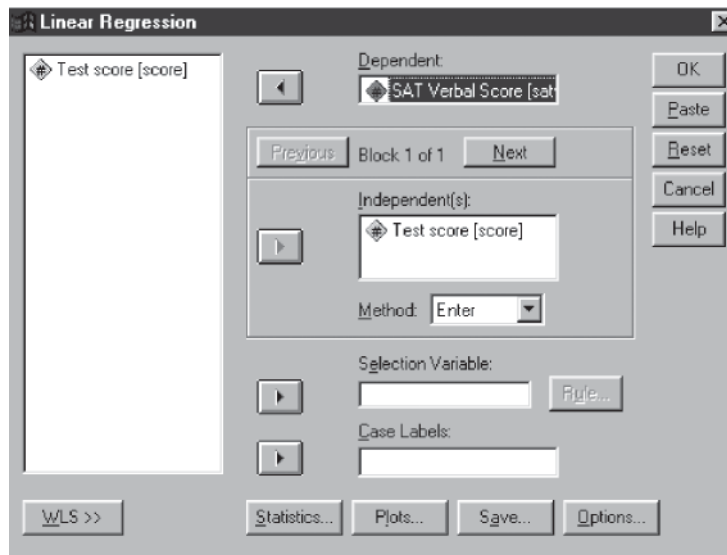 Linear Regression
Test score [score]
Dependent:
SAT Verbal Score [sat
OK
Paste
Previous
Block 1 of 1
Next
Reset
Cancel
Independent(s):
Test score [score]
Help
Method:
Enter
Selection Variable:
Rule...
Case Labels:
WLS >>
Statistics...
Plots...
Save...
Options...